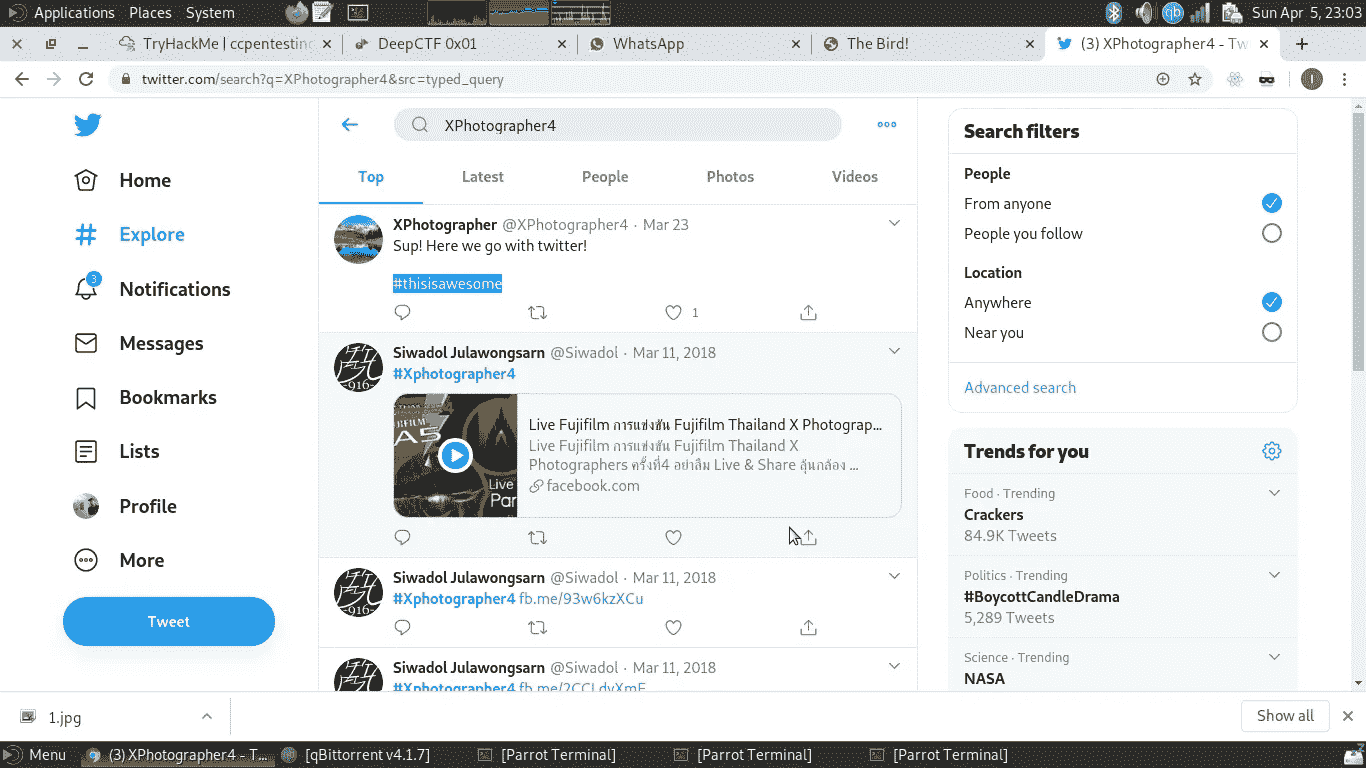 Applications Places System
Sun Apr 5, 23:03
TryHackMe | ccpentesting
DeepCTF 0x01
WhatsApp
The Bird!
(3) XPhotographer4 - Tw
twitter.com/search?q=XPhotographer4&src=typed_query
XPhotographer4
Top Latest People Photos Videos
Home
Explore
3
Notifications
Messages
Bookmarks
Lists
Profile
More
Tweet
XPhotographer @XPhotographer4 · Mar 23
Sup! Here we go with twitter!
#thisisawesome
1
Siwadol Julawongsarn @Siwadol · Mar 11, 2018
#Xphotographer4
Live Fujifilm การแข่งขัน Fujifilm Thailand X Photograp...
Live Fujifilm การแข่งขัน Fujifilm Thailand X
Photographers ครั้งที่4 อย่าลืม Live & Share ลุ้นกล้อง ...
facebook.com
A5
Live
Par
Siwadol Julawongsarn @Siwadol · Mar 11, 2018
#Xphotographer4 fb.me/93w6kzXCu
Siwadol Julawongsarn @Siwadol · Mar 11, 2018
#Xphotographer4
Search filters
People
From anyone
People you follow
Location
Anywhere
Near you
Advanced search
Trends for you
Food · Trending
Crackers
84.9K Tweets
Politics · Trending
#BoycottCandleDrama
5,289 Tweets
Science · Trending
NASA
1.jpg
Show all
Menu
(3) XPhotographer4 - T...
[qBittorrent v4.1.7]
[Parrot Terminal]
[Parrot Terminal]
[Parrot Terminal]